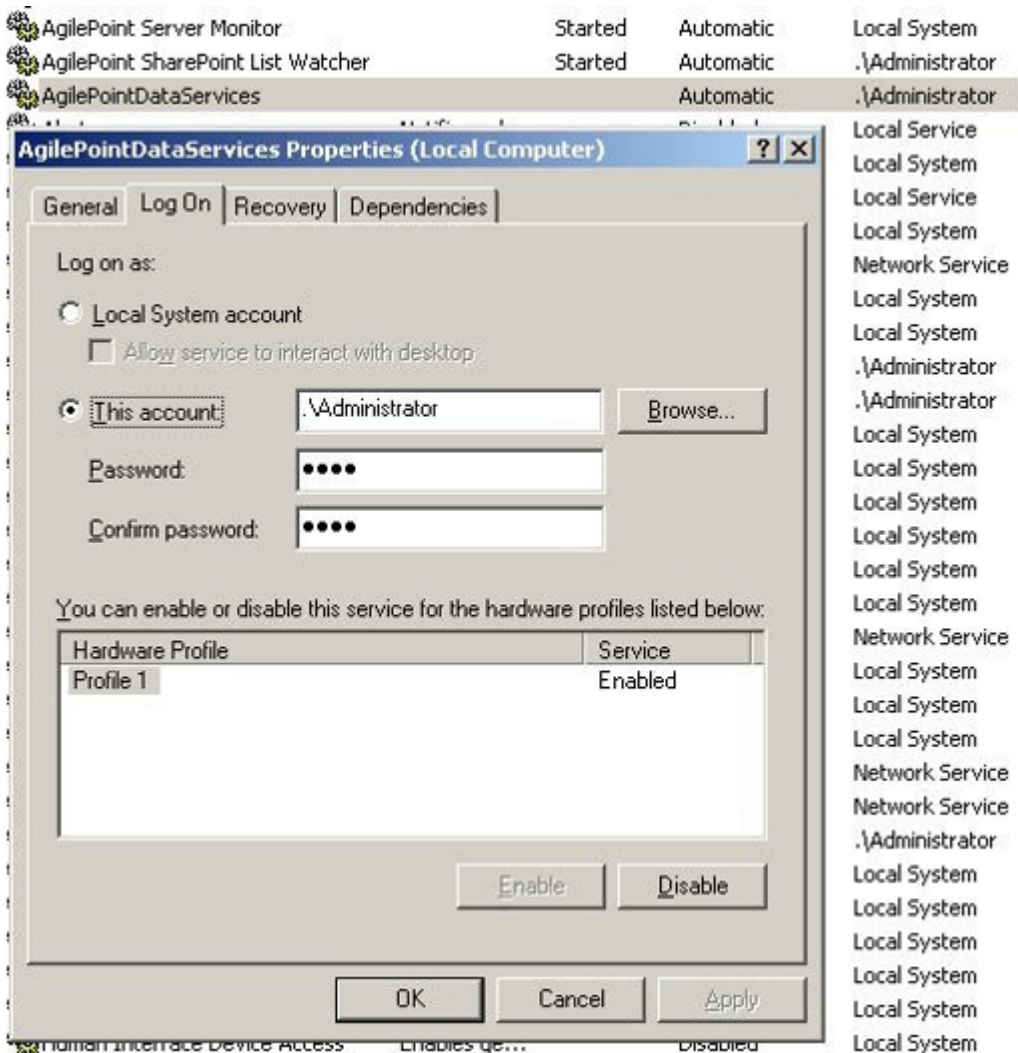 AgilePoint Server Monitor Started Automatic Local System
AgilePoint SharePoint List Watcher Started Automatic .\Administrator
AgilePointDataServices Automatic .\Administrator
Local Service
AgilePointDataServices Properties (Local Computer)
Local System
General Log On Recovery Dependencies
Local Service
Local System
Log on as:
Network Service
Local System account
Local System
Allow service to interact with desktop
Local System
.\Administrator
This account: .\Administrator Browse...
.\Administrator
Local System
Password: ••••
Local System
Local System
Confirm password: ••••
Local System
Local System
You can enable or disable this service for the hardware profiles listed below:
Local System
Hardware Profile Service
Network Service
Profile 1 Enabled
Local System
Local System
Local System
Network Service
Network Service
.\Administrator
Enable Disable
Local System
Local System
Local System
Local System
OK Cancel Apply
Local System
Human Interface Device Access Enables ge... Disabled Local System